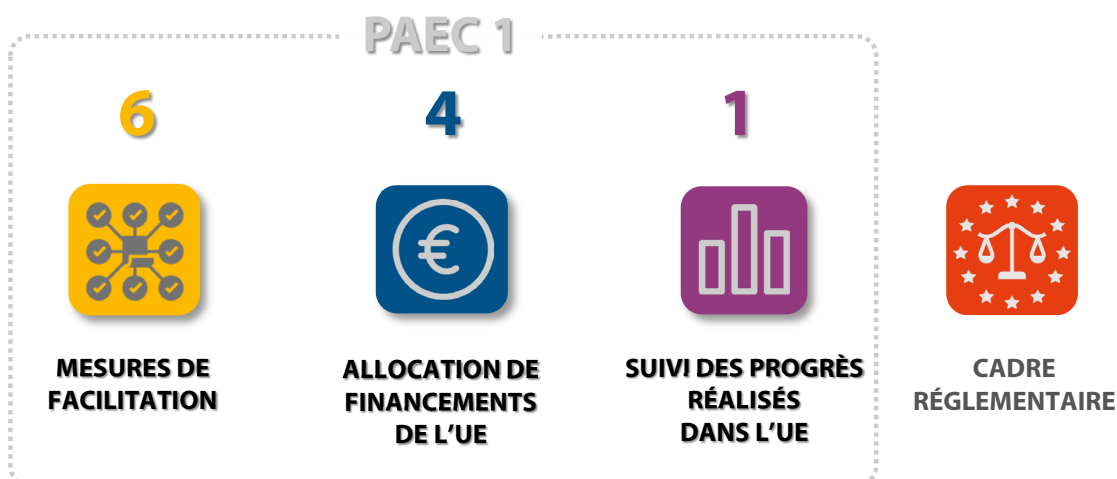 PAEC 1
6
4
1
MESURES DE
FACILITATION
ALLOCATION DE
FINANCEMENTS
DE L’UE
SUIVI DES PROGRÈS
RÉALISÉS
DANS L’UE
CADRE
RÉGLEMENTAIRE